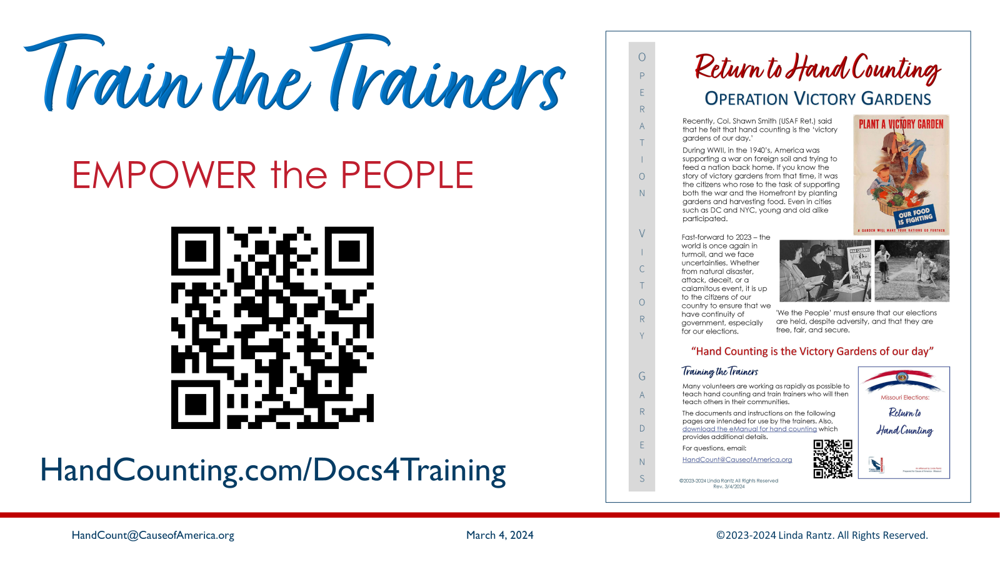 Train the Trainers
EMPOWER the PEOPLE
HandCounting.com/Docs4Training
OPERATION VICTORY GARDENS
Return to Hand Counting
OPERATION VICTORY GARDENS
Recently, Col. Shawn Smith (USAF Ret.) said
that he felt that hand counting is the ‘victory
gardens of our day.’
During WWII, in the 1940’s, America was
supporting a war on foreign soil and trying to
feed a nation back home. If you know the
story of victory gardens from that time, it was
the citizens who rose to the task of supporting
both the war and the Homefront by planting
gardens and harvesting food. Even in cities
such as DC and NYC, young and old alike
participated.
PLANT A VICTORY GARDEN
OUR FOOD
IS FIGHTING
A GARDEN WILL MAKE YOUR RATIONS GO FURTHER
Fast-forward to 2023 – the
world is once again in
turmoil, and we face
uncertainties. Whether
from natural disaster,
attack, deceit, or a
calamitous event, it is up
to the citizens of our
country to ensure that we
have continuity of
government, especially
for our elections.
WAR GARDENS
'We the People' must ensure that our elections
are held, despite adversity, and that they are
free, fair, and secure.
“Hand Counting is the Victory Gardens of our day”
Training the Trainers
Many volunteers are working as rapidly as possible to
teach hand counting and train trainers who will then
teach others in their communities.
The documents and instructions on the following
pages are intended for use by the trainers. Also,
download the eManual for hand counting which
provides additional details.
For questions, email:
HandCount@CauseofAmerica.org
©2023-2024 Linda Rantz All Rights Reserved
Rev. 3/4/2024
Missouri Elections:
Return to
Hand Counting
HandCount@CauseofAmerica.org
March 4, 2024
©2023-2024 Linda Rantz. All Rights Reserved.